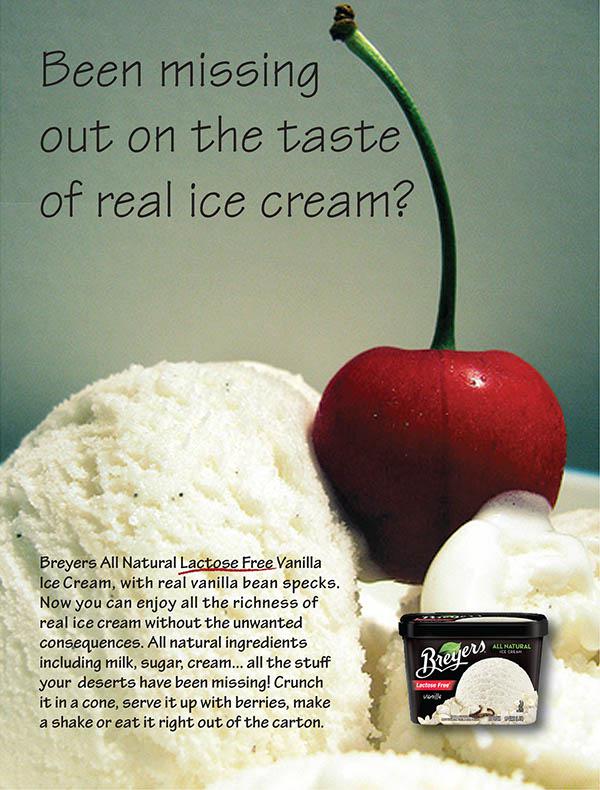 Been missing
out on the taste
of real ice cream?
Breyers All Natural Lactose Free Vanilla
Ice Cream, with real vanilla bean specks.
Now you can enjoy all the richness of
real ice cream without the unwanted
consequences. All natural ingredients
including milk, sugar, cream... all the stuff
your deserts have been missing! Crunch
it in a cone, serve it up with berries, make
a shake or eat it right out of the carton.
Breyers
ALL NATURAL
ICE CREAM
Lactose Free
vanilla